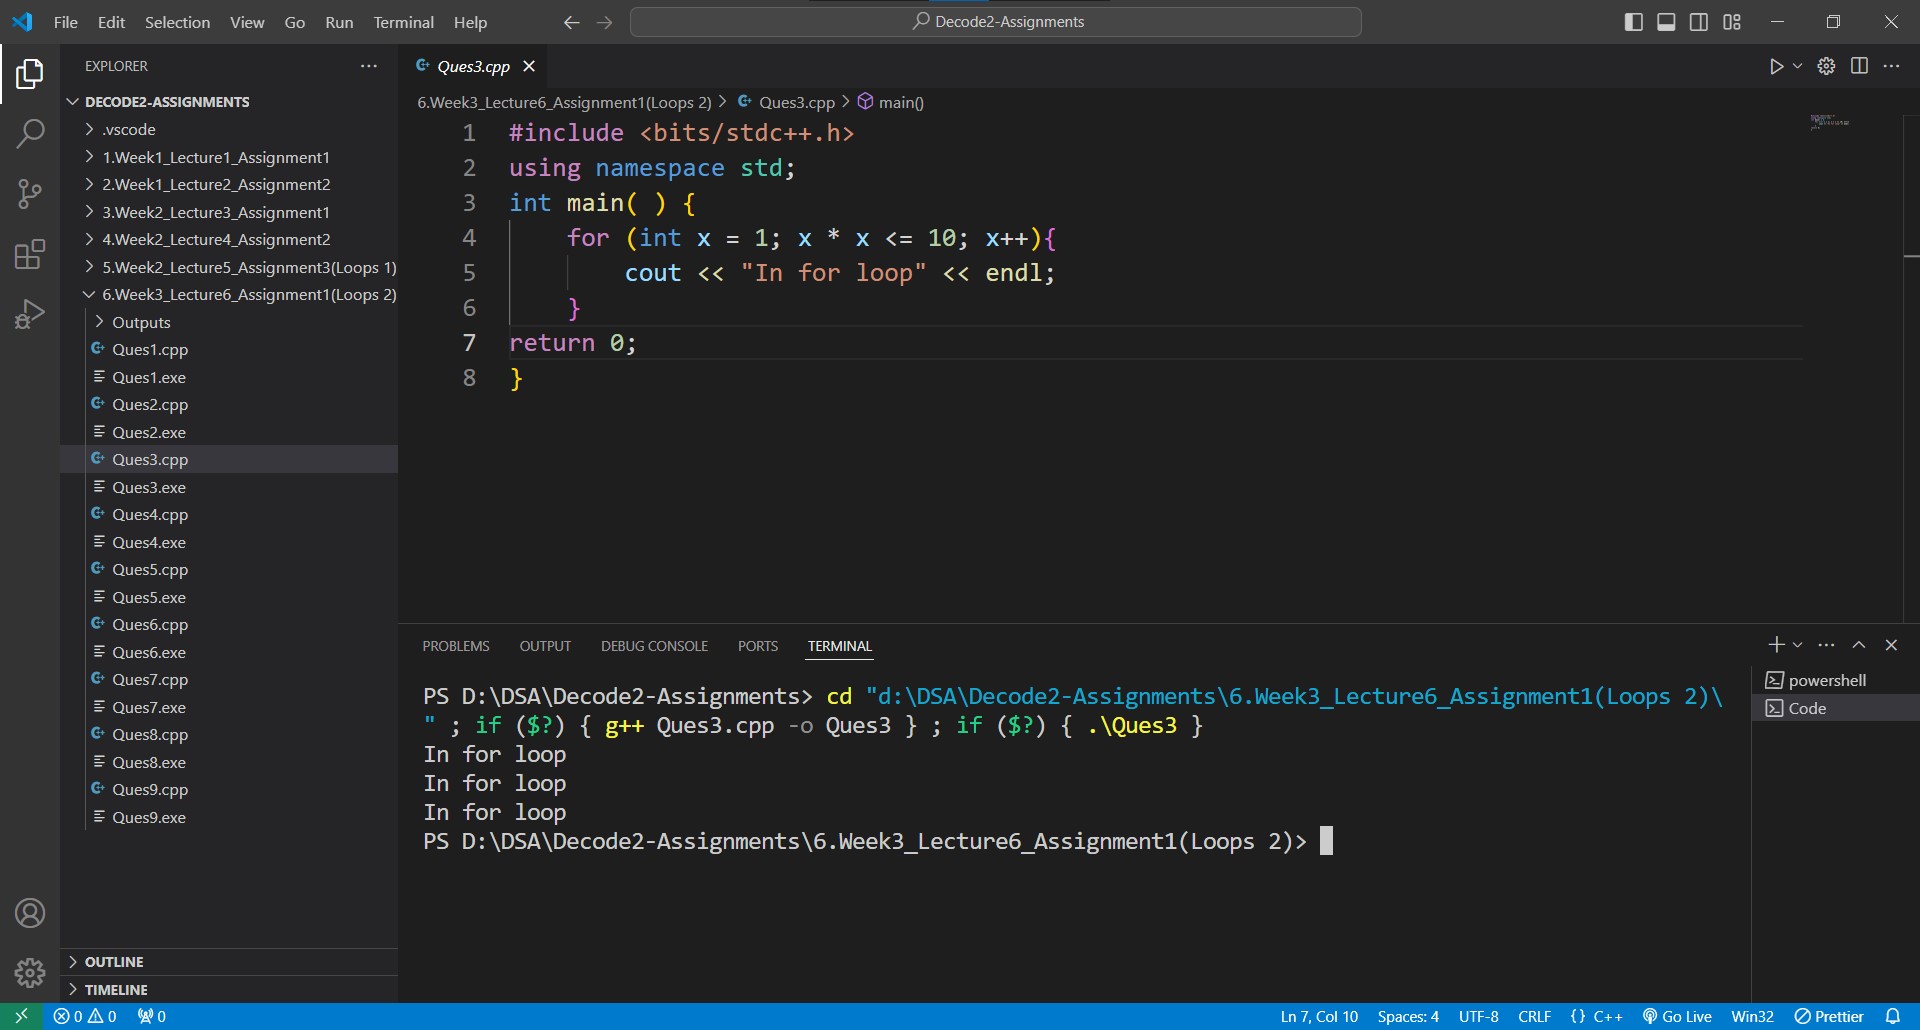 File Edit Selection View Go Run Terminal Help
Decode2-Assignments
EXPLORER
DECODE2-ASSIGNMENTS
.vscode
1.Week1_Lecture1_Assignment1
2.Week1_Lecture2_Assignment2
3.Week2_Lecture3_Assignment1
4.Week2_Lecture4_Assignment2
5.Week2_Lecture5_Assignment3(Loops 1)
6.Week3_Lecture6_Assignment1(Loops 2)
Outputs
Ques1.cpp
Ques1.exe
Ques2.cpp
Ques2.exe
Ques3.cpp
Ques3.exe
Ques4.cpp
Ques4.exe
Ques5.cpp
Ques5.exe
Ques6.cpp
Ques6.exe
Ques7.cpp
Ques7.exe
Ques8.cpp
Ques8.exe
Ques9.cpp
Ques9.exe
OUTLINE
TIMELINE
Ques3.cpp
6.Week3_Lecture6_Assignment1(Loops 2) > Ques3.cpp > main()
1 #include <bits/stdc++.h>
2 using namespace std;
3 int main( ) {
4     for (int x = 1; x * x <= 10; x++){
5         cout << "In for loop" << endl;
6     }
7 return 0;
8 }
PROBLEMS OUTPUT DEBUG CONSOLE PORTS TERMINAL
PS D:\DSA\Decode2-Assignments> cd "d:\DSA\Decode2-Assignments\6.Week3_Lecture6_Assignment1(Loops 2)\
" ; if ($?) { g++ Ques3.cpp -o Ques3 } ; if ($?) { .\Ques3 }
In for loop
In for loop
In for loop
PS D:\DSA\Decode2-Assignments\6.Week3_Lecture6_Assignment1(Loops 2)>
powershell
Code
0 0 0 Ln 7, Col 10 Spaces: 4 UTF-8 CRLF {} C++ Go Live Win32 Prettier